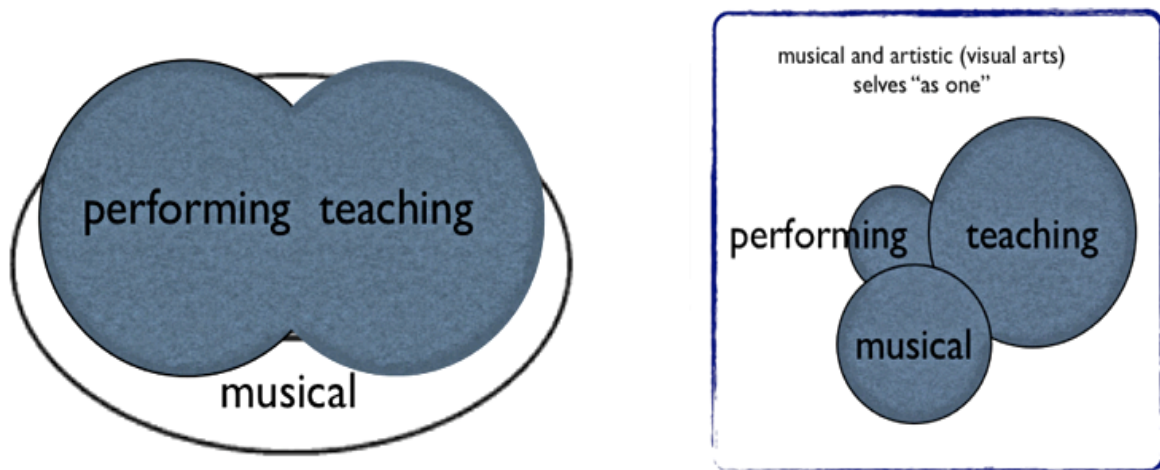 performing teaching
musical
musical and artistic (visual arts)
selves “as one”
performing
teaching
musical